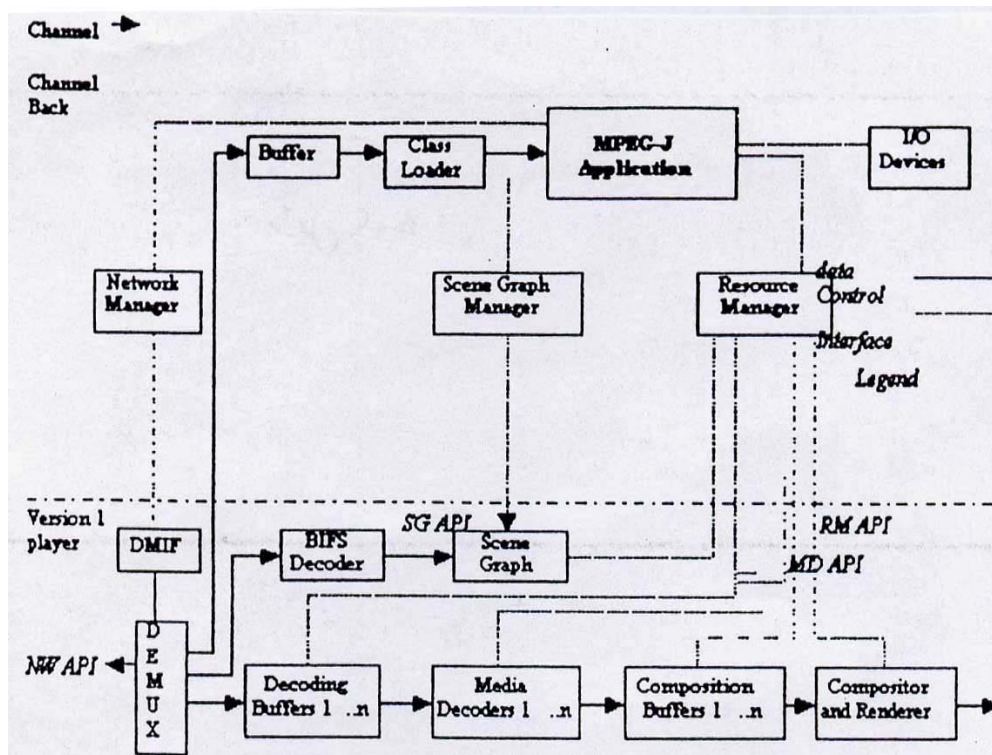 Channel
Channel
Back
Buffer
Class
Loader
MPEG-J
Application
I/O
Devices
Network
Manager
Scene Graph
Manager
Resource
Manager
data
Control
Interface
Legend
Version 1
player
DMIF
BIFS
Decoder
SG API
Scene
Graph
RM API
MD API
NW API
D
E
M
U
X
Decoding
Buffers 1 ..n
Media
Decoders 1 ..n
Composition
Buffers 1 ..n
Compositor
and Renderer